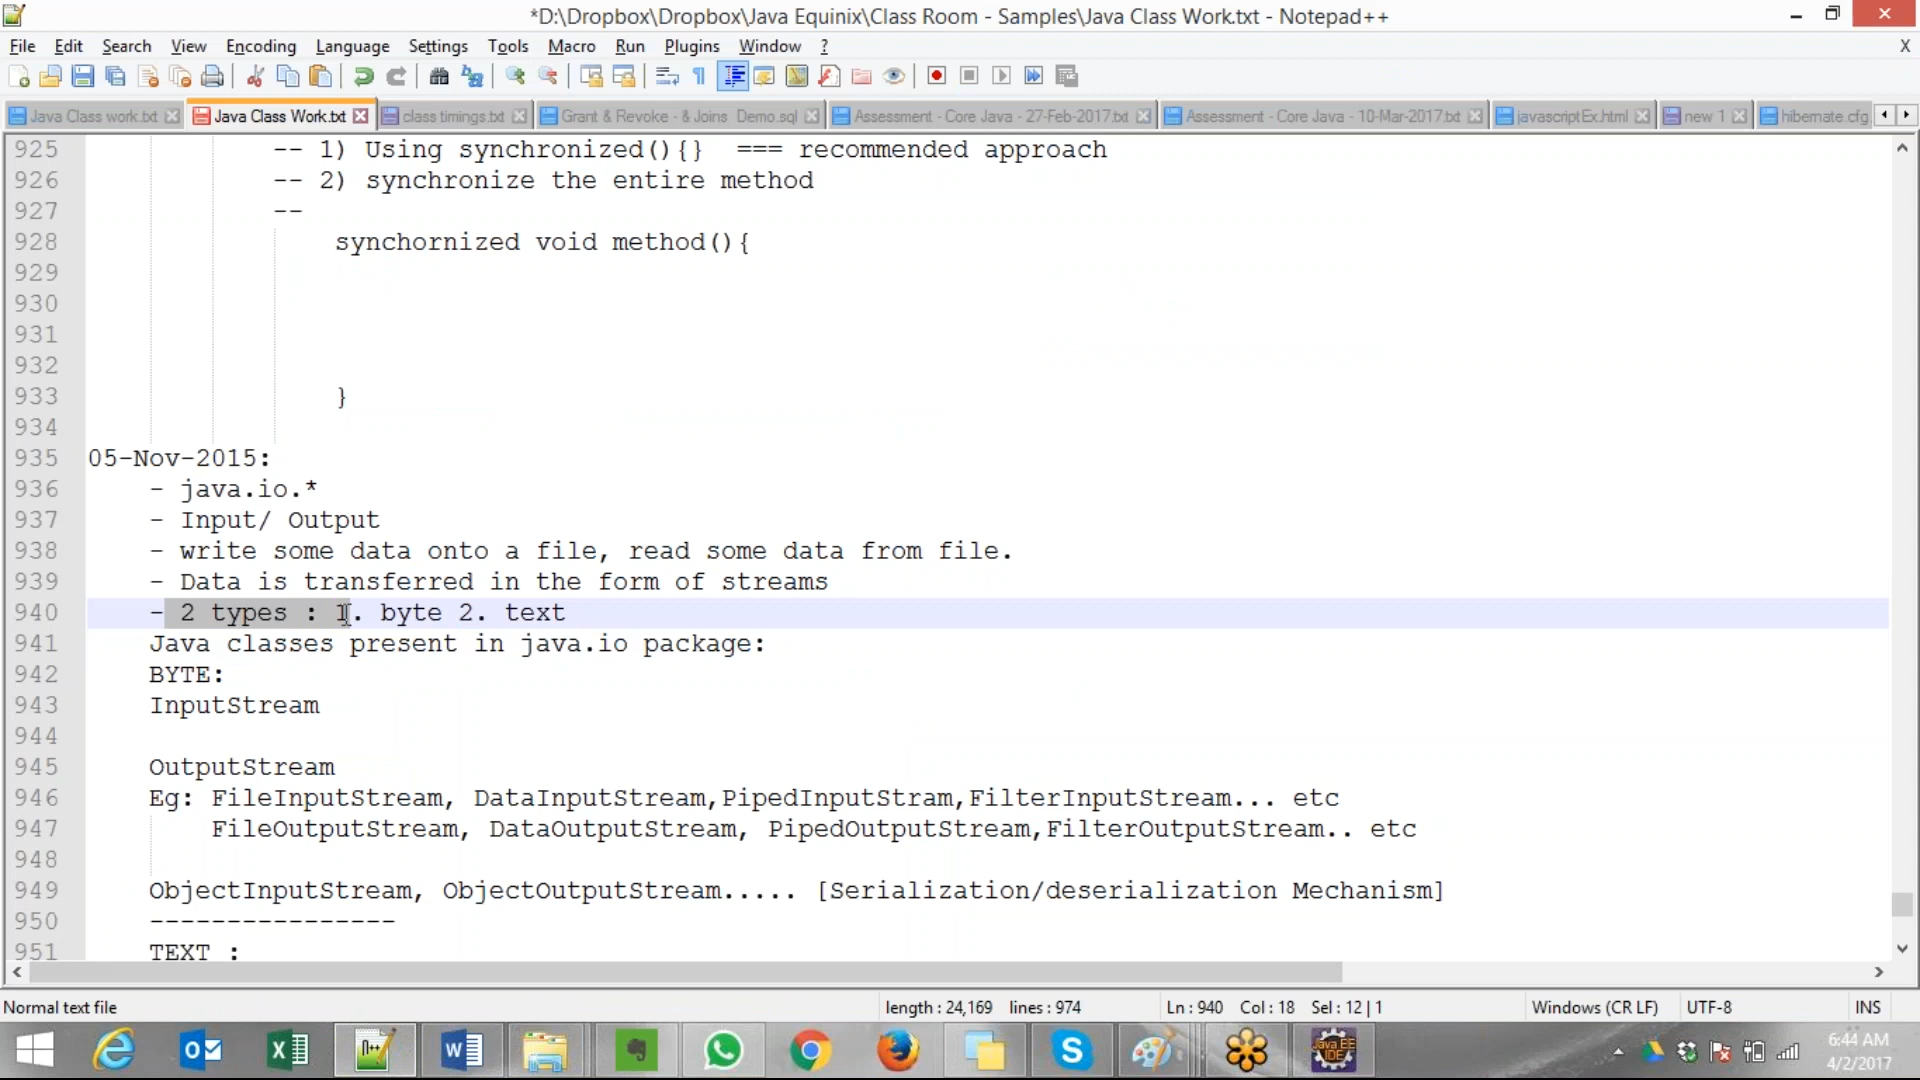 *D:\Dropbox\Dropbox\Java Equinix\Class Room - Samples\Java Class Work.txt - Notepad++
File Edit Search View Encoding Language Settings Tools Macro Run Plugins Window ? X
Java Class work.txt Java Class Work.txt class timings.txt Grant & Revoke - & Joins Demo.sql Assessment - Core Java - 27-Feb-2017.txt Assessment - Core Java - 10-Mar-2017.txt javascriptEx.html new 1 hibernate.cfg
925 -- 1) Using synchronized(){} === recommended approach
926 -- 2) synchronize the entire method
927 --
928 synchornized void method(){
929
930
931
932
933 }
934
935 05-Nov-2015:
936 - java.io.*
937 - Input/ Output
938 - write some data onto a file, read some data from file.
939 - Data is transferred in the form of streams
940 - 2 types : 1. byte 2. text
941 Java classes present in java.io package:
942 BYTE:
943 InputStream
944
945 OutputStream
946 Eg: FileInputStream, DataInputStream,PipedInputStram,FilterInputStream... etc
947 FileOutputStream, DataOutputStream, PipedOutputStream,FilterOutputStream.. etc
948
949 ObjectInputStream, ObjectOutputStream..... [Serialization/deserialization Mechanism]
950 ----------------
951 TEXT :
Normal text file length : 24,169 lines : 974 Ln : 940 Col : 18 Sel : 12 | 1 Windows (CR LF) UTF-8 INS
6:44 AM
4/2/2017